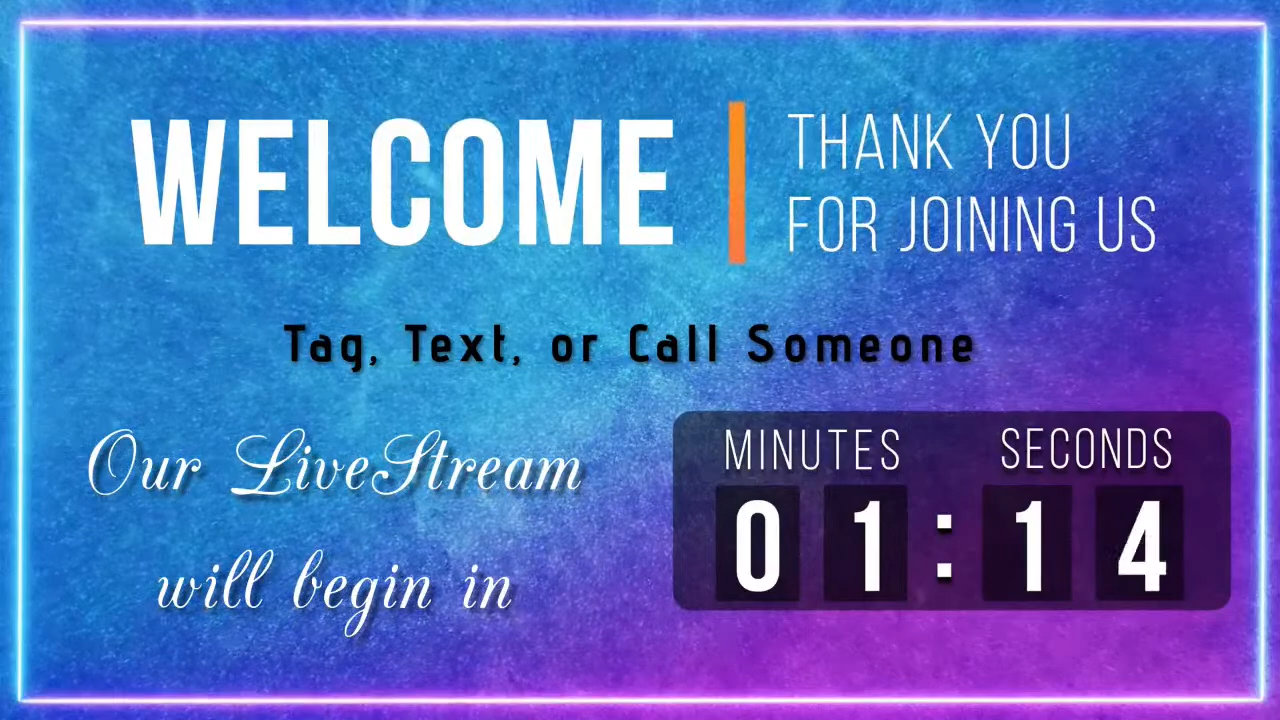 WELCOME
THANK YOU
FOR JOINING US
Tag, Text, or Call Someone
Our LiveStream
will begin in
MINUTES SECONDS
01:14